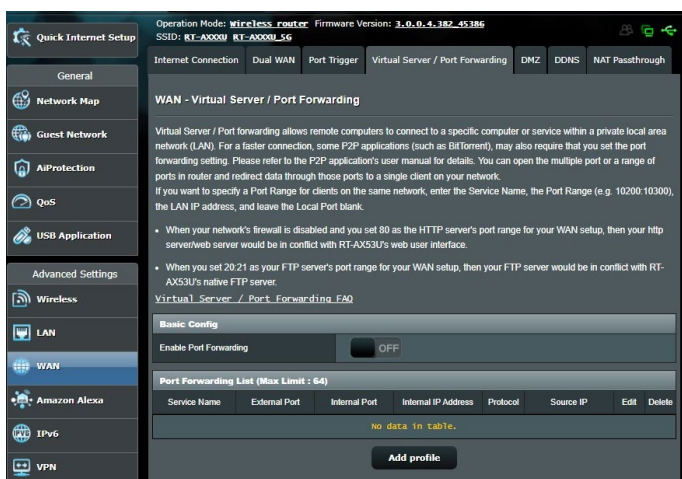 Quick Internet Setup
General
Network Map
Guest Network
AiProtection
QoS
USB Application
Advanced Settings
Wireless
LAN
WAN
Amazon Alexa
IPv6
VPN
Operation Mode: Wireless router Firmware Version: 3.0.0.4.382_45386
SSID: RT-AXXXU RT-AXXXU_5G
Internet Connection Dual WAN Port Trigger Virtual Server / Port Forwarding DMZ DDNS NAT Passthrough
WAN - Virtual Server / Port Forwarding
Virtual Server / Port forwarding allows remote computers to connect to a specific computer or service within a private local area
network (LAN). For a faster connection, some P2P applications (such as BitTorrent), may also require that you set the port
forwarding setting. Please refer to the P2P application's user manual for details. You can open the multiple port or a range of
ports in router and redirect data through those ports to a single client on your network.
If you want to specify a Port Range for clients on the same network, enter the Service Name, the Port Range (e.g. 10200:10300),
the LAN IP address, and leave the Local Port blank.
• When your network's firewall is disabled and you set 80 as the HTTP server's port range for your WAN setup, then your http
server/web server would be in conflict with RT-AX53U's web user interface.
• When you set 20:21 as your FTP server's port range for your WAN setup, then your FTP server would be in conflict with RT-
AX53U's native FTP server.
Virtual Server / Port Forwarding FAQ
Basic Config
Enable Port Forwarding OFF
Port Forwarding List (Max Limit : 64)
Service Name External Port Internal Port Internal IP Address Protocol Source IP Edit Delete
No data in table.
Add profile